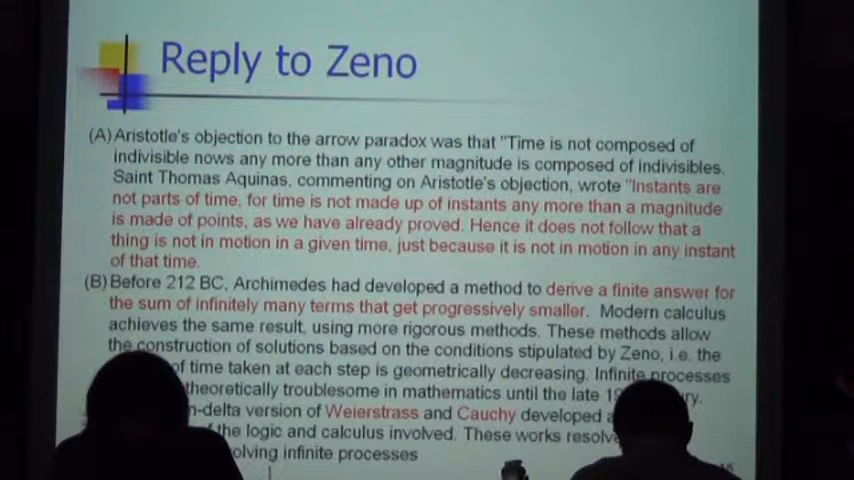 Reply to Zeno
(A) Aristotle's objection to the arrow paradox was that "Time is not composed of
indivisible nows any more than any other magnitude is composed of indivisibles.
Saint Thomas Aquinas, commenting on Aristotle's objection, wrote "Instants are
not parts of time, for time is not made up of instants any more than a magnitude
is made of points, as we have already proved. Hence it does not follow that a
thing is not in motion in a given time, just because it is not in motion in any instant
of that time.
(B) Before 212 BC, Archimedes had developed a method to derive a finite answer for
the sum of infinitely many terms that get progressively smaller. Modern calculus
achieves the same result, using more rigorous methods. These methods allow
the construction of solutions based on the conditions stipulated by Zeno, i.e. the
of time taken at each step is geometrically decreasing. Infinite processes
theoretically troublesome in mathematics until the late
-delta version of Weierstrass and Cauchy developed
the logic and calculus involved. These works
infinite processes